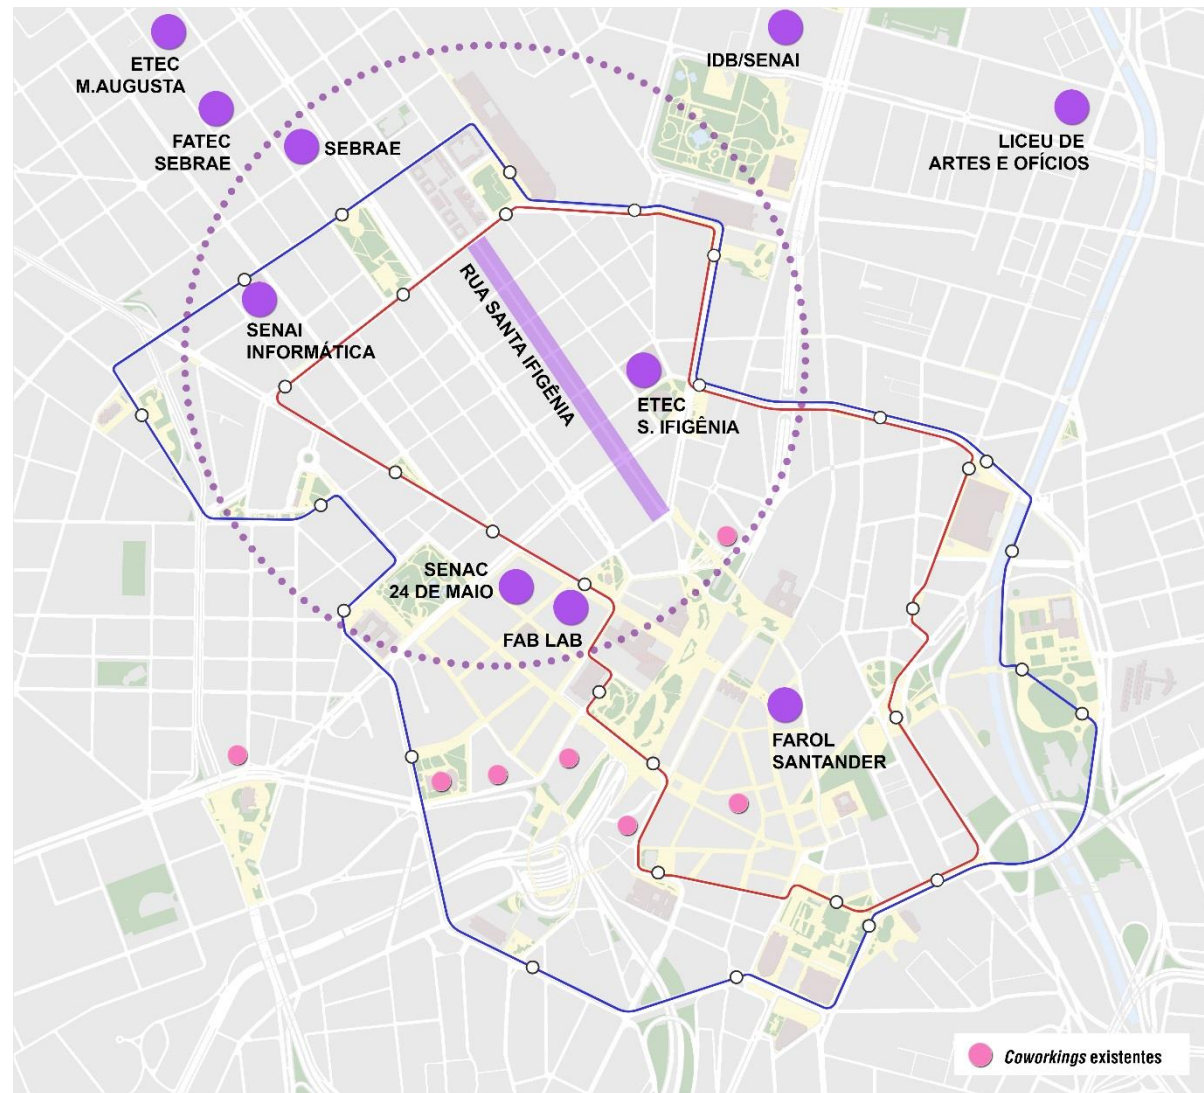 ETEC
M.AUGUSTA
FATEC
SEBRAE
SEBRAE
IDB/SENAI
LICEU DE
ARTES E OFÍCIOS
RUA SANTA IFIGÊNIA
SENAI
INFORMÁTICA
ETEC
S. IFIGÊNIA
SENAC
24 DE MAIO
FAB LAB
FAROL
SANTANDER
Coworkings existentes